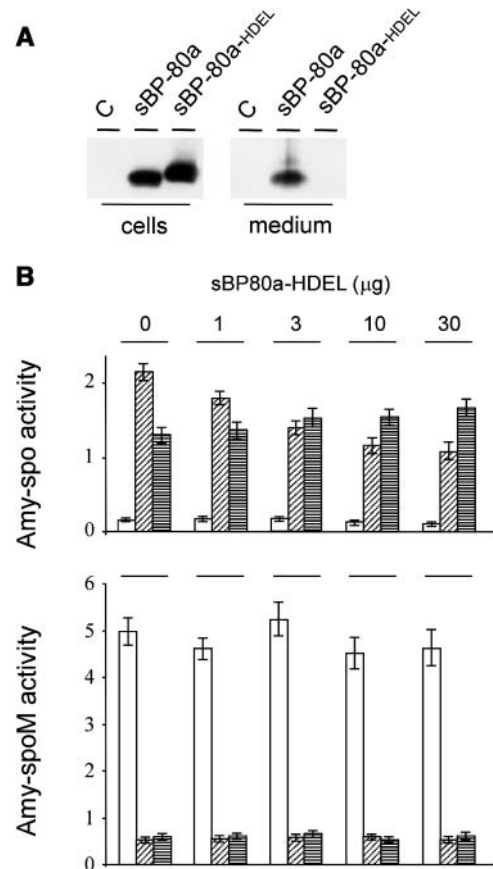 A
C
sBP-80a
sBP-80a-HDEL
C
sBP-80a
sBP-80a-HDEL
cells
medium
B
sBP80a-HDEL (μg)
0 1 3 10 30
Amy-spo activity
2
1
0
Amy-spoM activity
6
5
4
3
2
1
0